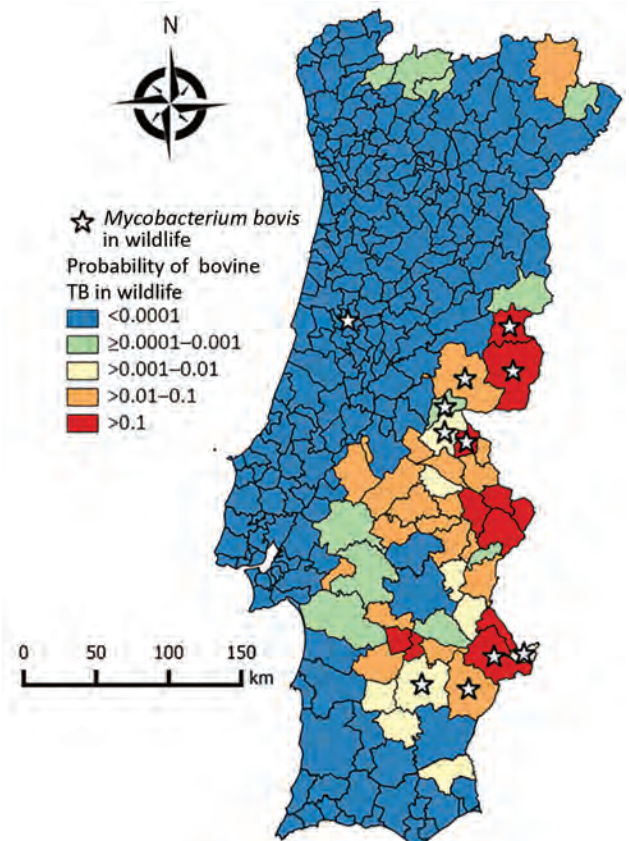 N
Mycobacterium bovis
in wildlife
Probability of bovine
TB in wildlife
<0.0001
≥0.0001–0.001
>0.001–0.01
>0.01–0.1
>0.1
0 50 100 150
km